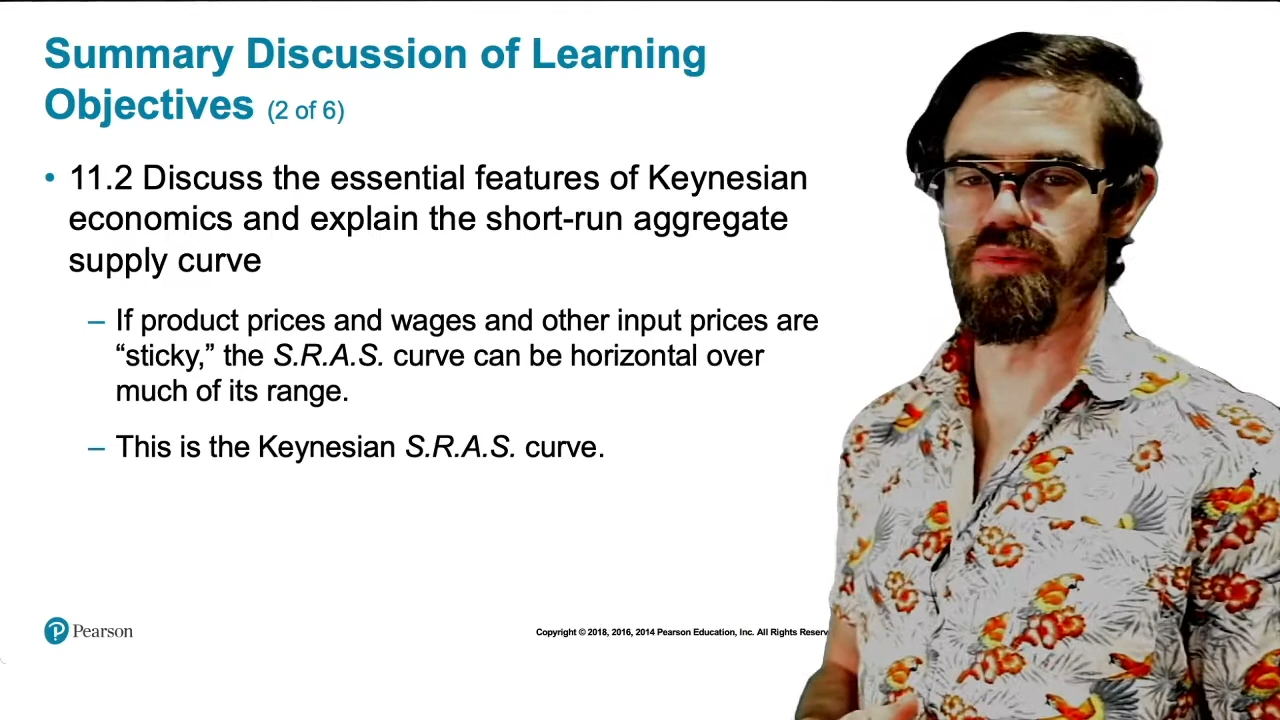 Summary Discussion of Learning
Objectives (2 of 6)
• 11.2 Discuss the essential features of Keynesian
economics and explain the short-run aggregate
supply curve
– If product prices and wages and other input prices are
“sticky,” the S.R.A.S. curve can be horizontal over
much of its range.
– This is the Keynesian S.R.A.S. curve.
P Pearson
Copyright © 2018, 2016, 2014 Pearson Education, Inc. All Rights Reserv